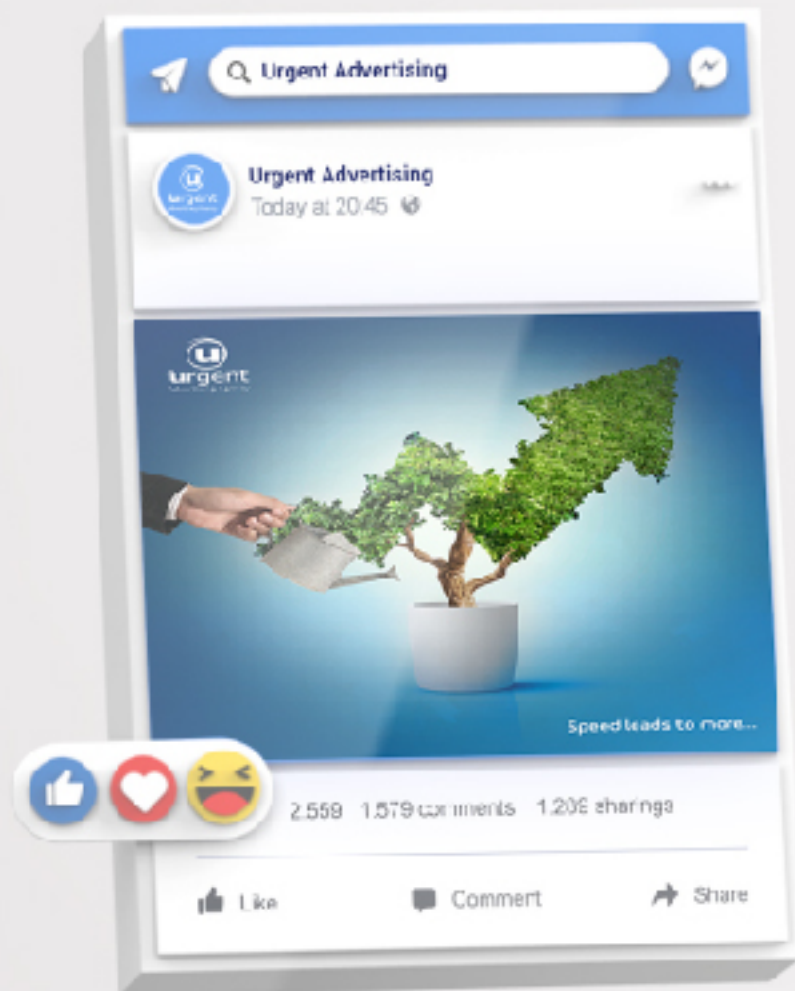 Urgent Advertising
Urgent Advertising
Today at 20:45
urgent
urgent
Speed leads to more...
2.559 1.579 comments 1.209 sharings
Like Comment Share